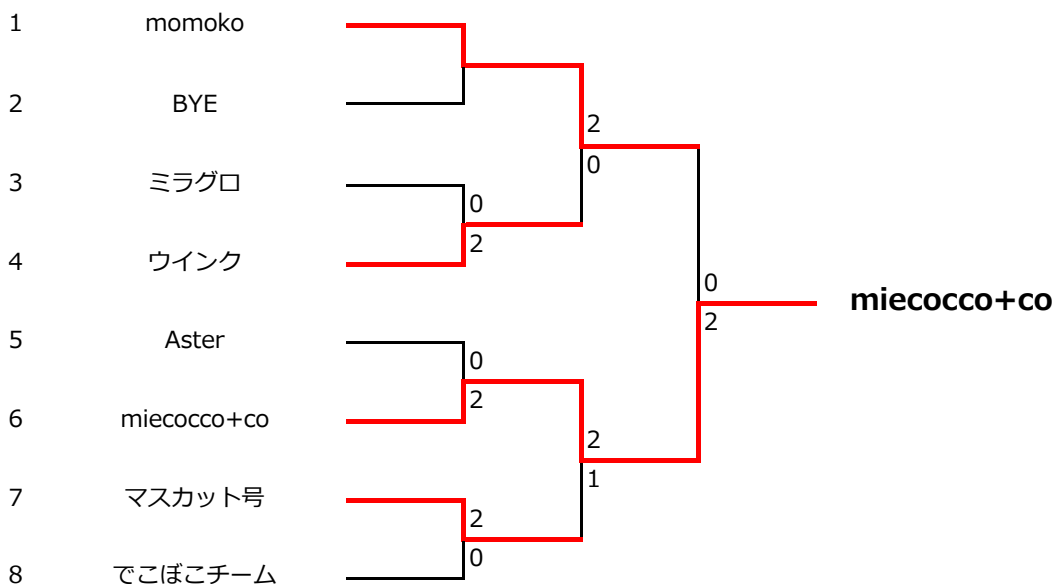 1 momoko
2 BYE
2
0
3 ミラグロ
0
2
4 ウインク
0
2
miecocco+co
5 Aster
0
2
6 miecocco+co
2
1
7 マスカット号
2
0
8 でこぼこチーム